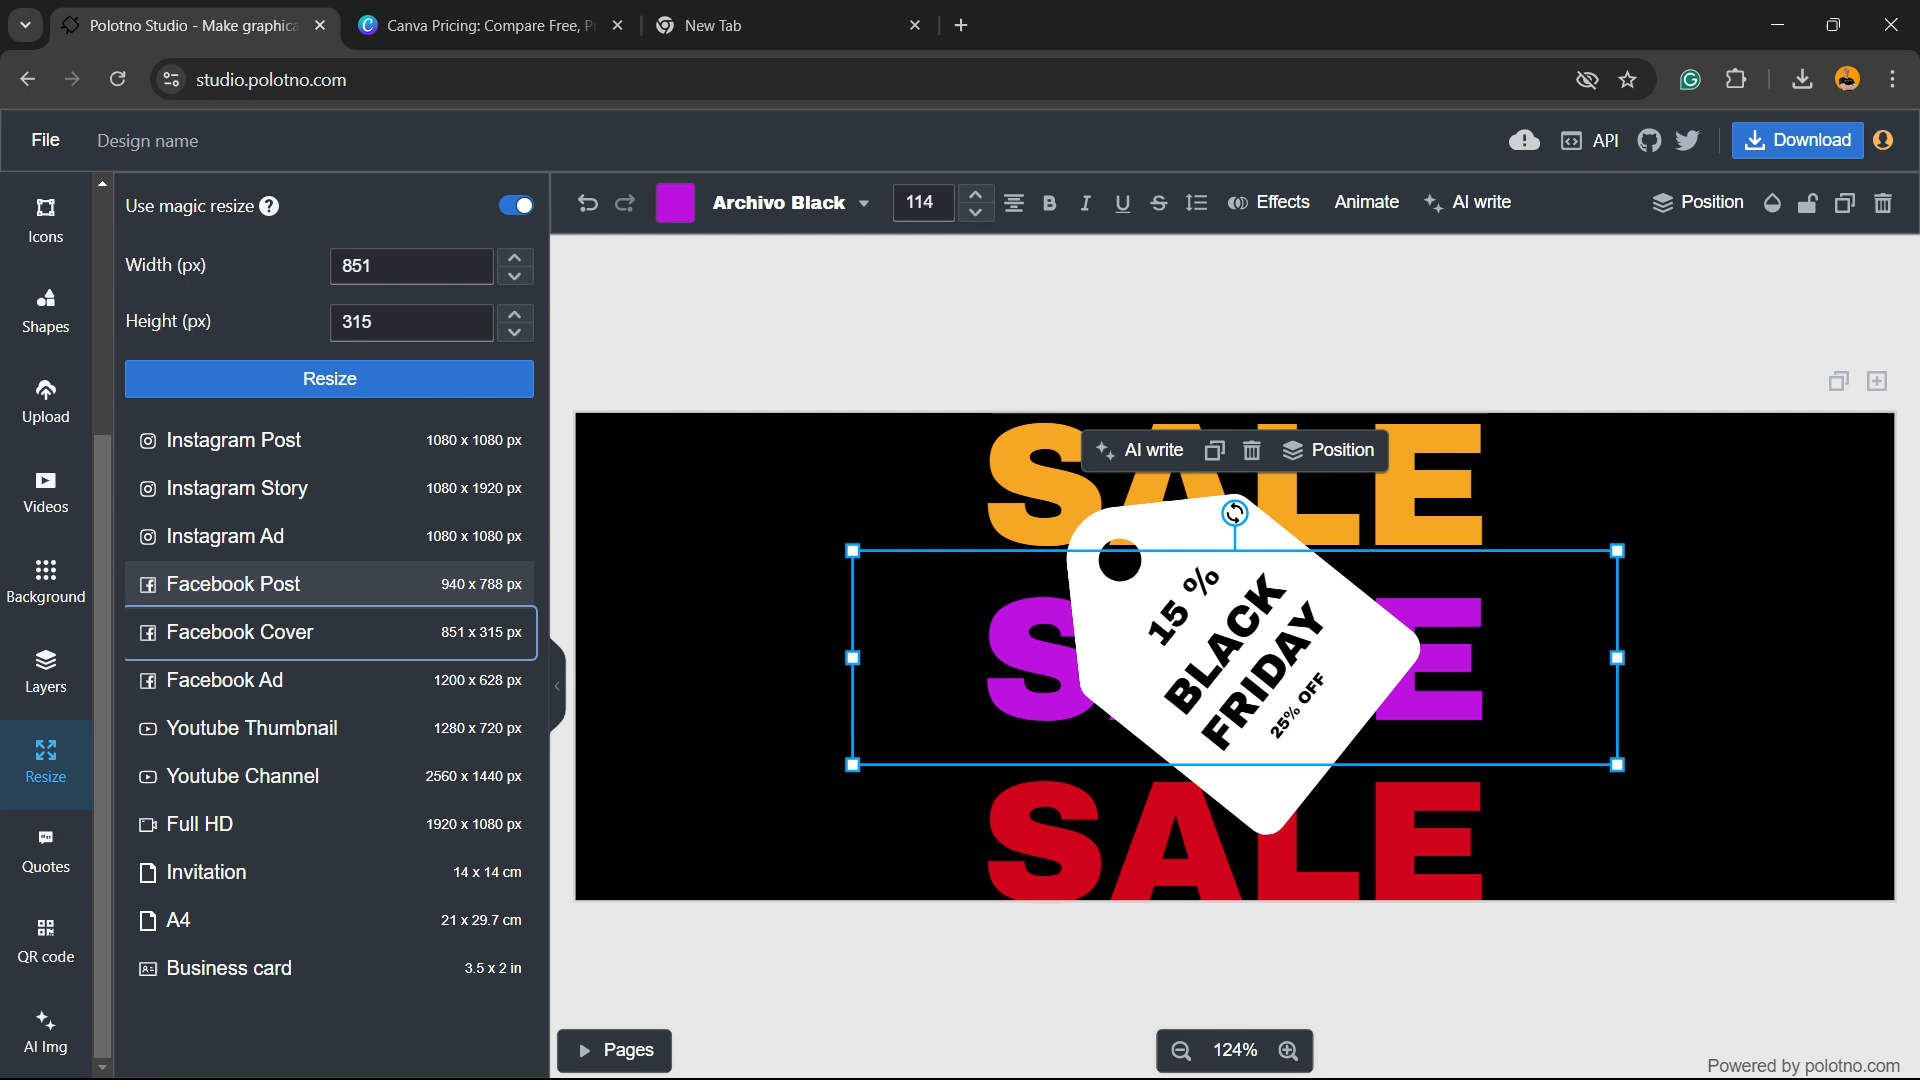 Polotno Studio - Make graphica
Canva Pricing: Compare Free, P
New Tab
studio.polotno.com
File
Design name
API
Download
Icons
Shapes
Upload
Videos
Background
Layers
Resize
Quotes
QR code
AI Img
Use magic resize ?
Width (px) 851
Height (px) 315
Resize
Instagram Post 1080 x 1080 px
Instagram Story 1080 x 1920 px
Instagram Ad 1080 x 1080 px
Facebook Post 940 x 788 px
Facebook Cover 851 x 315 px
Facebook Ad 1200 x 628 px
Youtube Thumbnail 1280 x 720 px
Youtube Channel 2560 x 1440 px
Full HD 1920 x 1080 px
Invitation 14 x 14 cm
A4 21 x 29.7 cm
Business card 3.5 x 2 in
Archivo Black 114 B I U S Effects Animate AI write Position
SALE
AI write Position
15 %
BLACK
FRIDAY
25% OFF
S E
SALE
Pages
124%
Powered by polotno.com